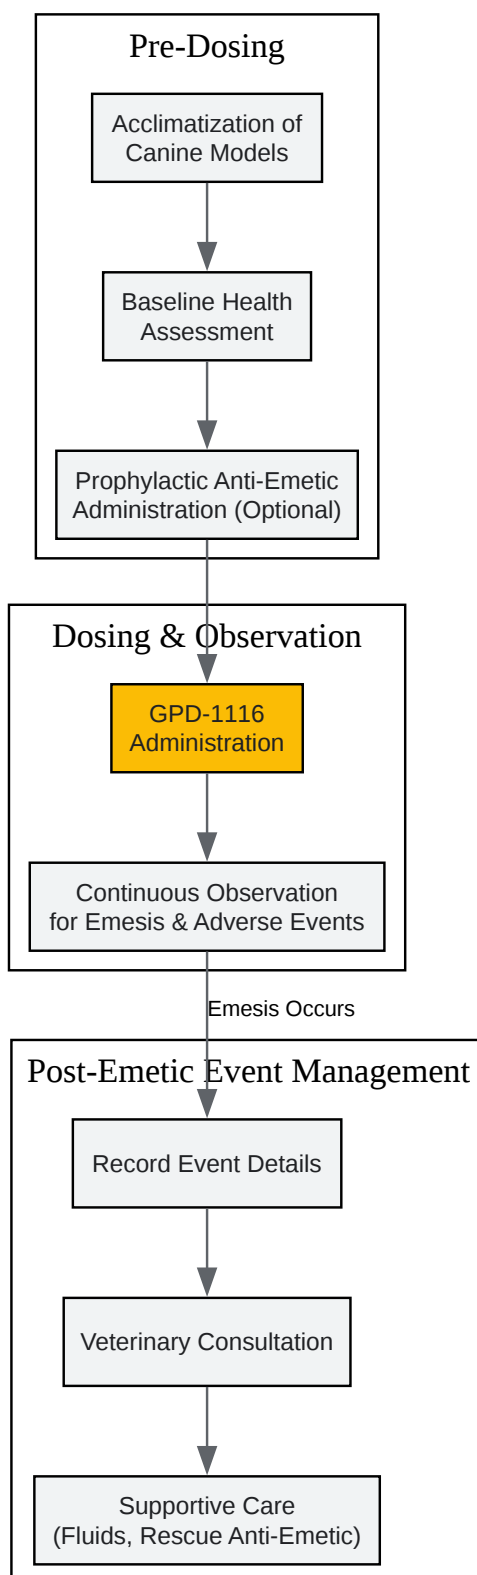 Pre-Dosing
Acclimatization of
Canine Models
Baseline Health
Assessment
Prophylactic Anti-Emetic
Administration (Optional)
Dosing & Observation
GPD-1116
Administration
Continuous Observation
for Emesis & Adverse Events
Emesis Occurs
Post-Emetic Event Management
Record Event Details
Veterinary Consultation
Supportive Care
(Fluids, Rescue Anti-Emetic)